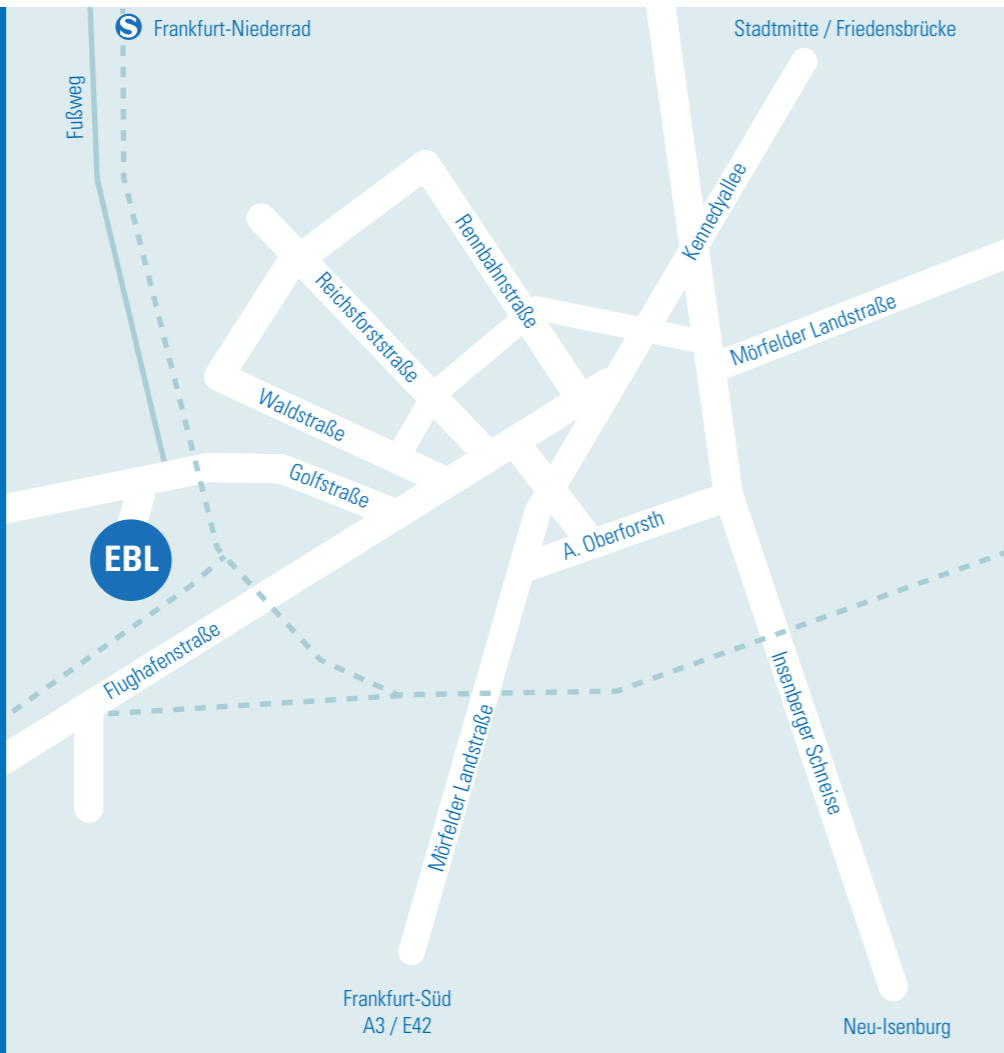 S Frankfurt-Niederrad
Stadtmitte / Friedensbrücke
Fußweg
Kennedyallee
Rennbahnstraße
Reichsforststraße
Mörfelder Landstraße
Waldstraße
Golfstraße
A. Oberforsth
EBL
Flughafenstraße
Insenberger Schneise
Mörfelder Landstraße
Frankfurt-Süd
A3 / E42
Neu-Isenburg